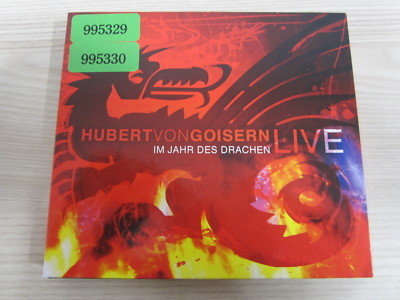 995329
995330
HUBERTVONGOISERN LIVE
IM JAHR DES DRACHEN